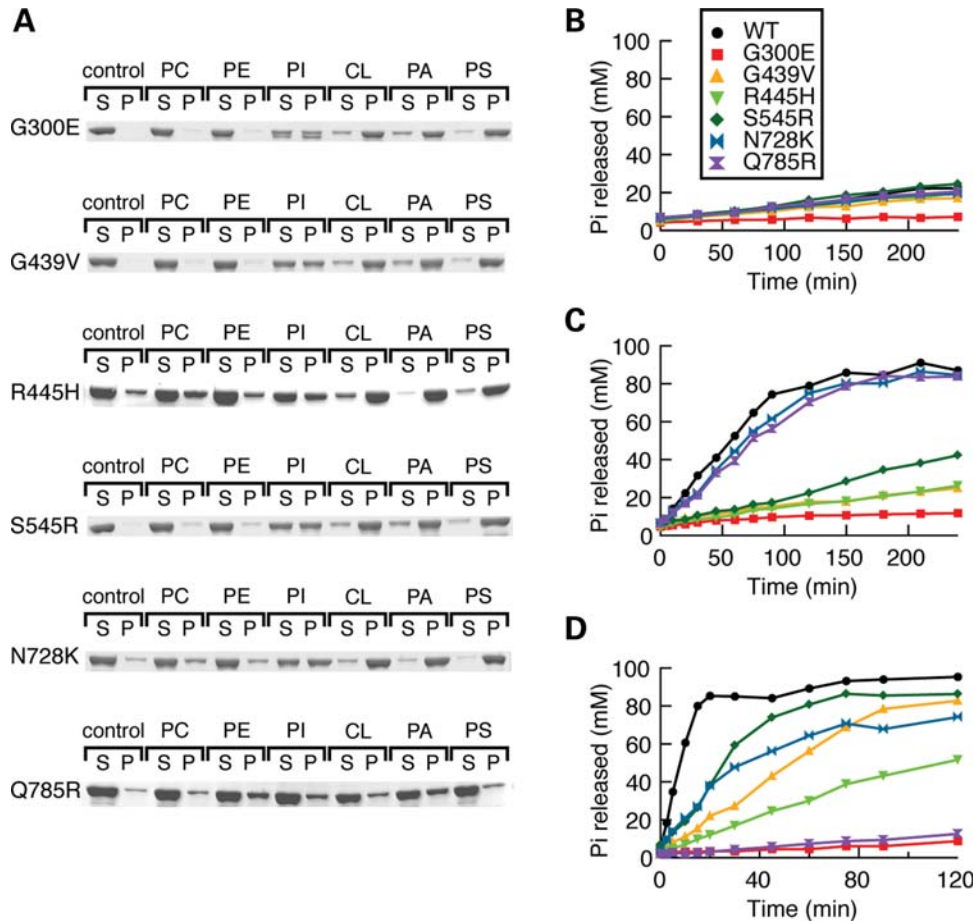 A
control PC PE PI CL PA PS
S P S P S P S P S P S P S P
G300E
control PC PE PI CL PA PS
S P S P S P S P S P S P S P
G439V
control PC PE PI CL PA PS
S P S P S P S P S P S P S P
R445H
control PC PE PI CL PA PS
S P S P S P S P S P S P S P
S545R
control PC PE PI CL PA PS
S P S P S P S P S P S P S P
N728K
control PC PE PI CL PA PS
S P S P S P S P S P S P S P
Q785R
B
WT
G300E
G439V
R445H
S545R
N728K
Q785R
Pi released (mM)
100
80
60
40
20
0
0 50 100 150 200
Time (min)
C
Pi released (mM)
100
80
60
40
20
0
0 50 100 150 200
Time (min)
D
Pi released (mM)
100
80
60
40
20
0
0 40 80 120
Time (min)